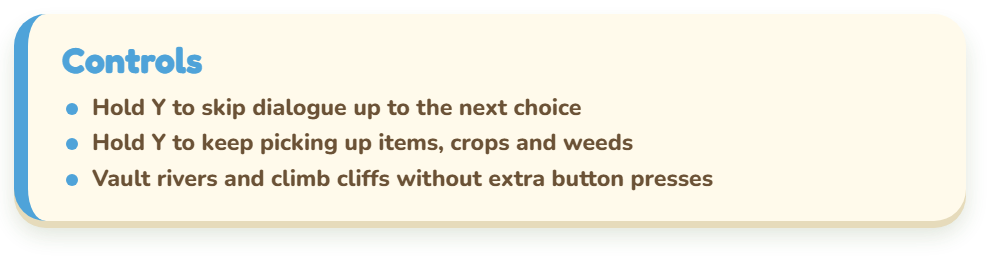 Controls
Hold Y to skip dialogue up to the next choice
Hold Y to keep picking up items, crops and weeds
Vault rivers and climb cliffs without extra button presses